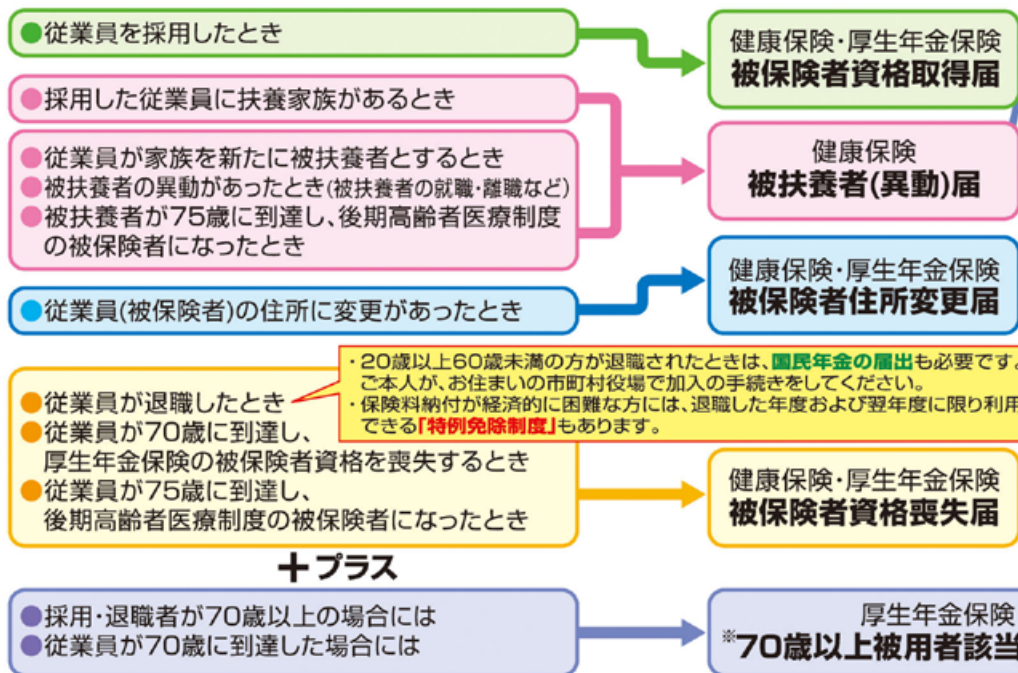 ●従業員を採用したとき
健康保険・厚生年金保険
被保険者資格取得届
●採用した従業員に扶養家族があるとき
●従業員が家族を新たに被扶養者とするとき
●被扶養者の異動があったとき(被扶養者の就職・離職など)
●被扶養者が75歳に到達し、後期高齢者医療制度
の被保険者になったとき
健康保険
被扶養者(異動)届
●従業員(被保険者)の住所に変更があったとき
健康保険・厚生年金保険
被保険者住所変更届
・20歳以上60歳未満の方が退職されたときは、国民年金の届出も必要です。
ご本人が、お住まいの市町村役場で加入の手続きをしてください。
・保険料納付が経済的に困難な方には、退職した年度および翌年度に限り利用
できる「特例免除制度」もあります。
●従業員が退職したとき
●従業員が70歳に到達し、
厚生年金保険の被保険者資格を喪失するとき
●従業員が75歳に到達し、
後期高齢者医療制度の被保険者になったとき
健康保険・厚生年金保険
被保険者資格喪失届
＋プラス
●採用・退職者が70歳以上の場合には
●従業員が70歳に到達した場合には
厚生年金保険
※70歳以上被用者該当